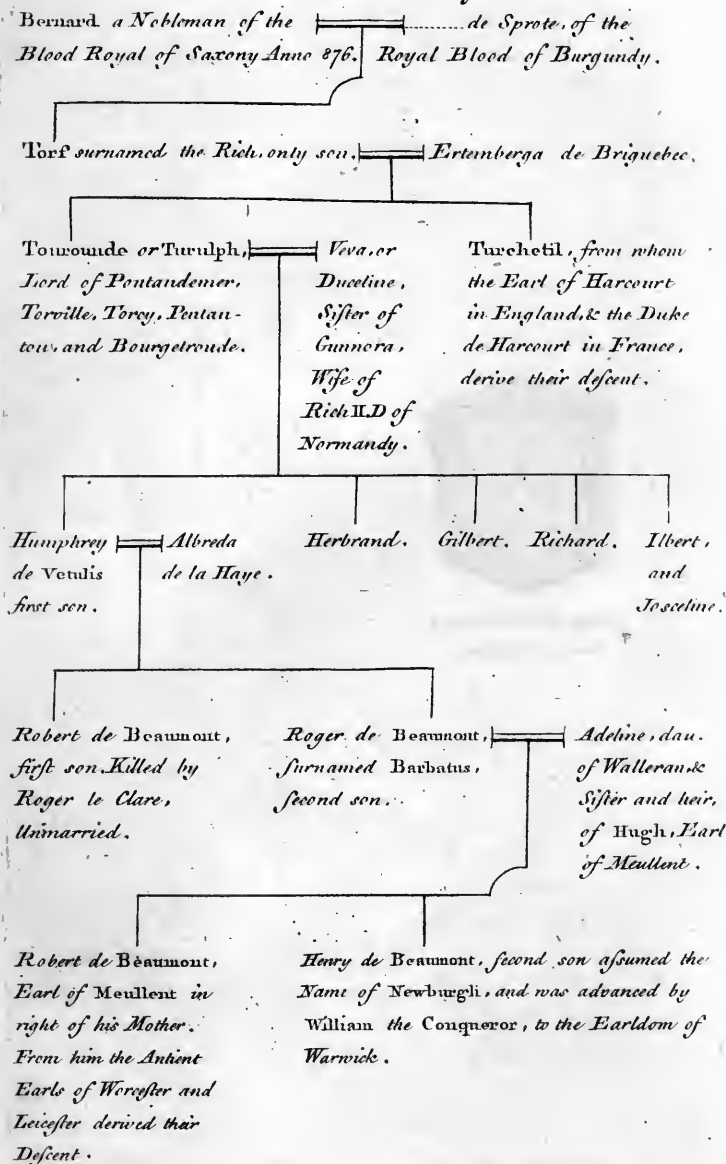 Bernard a Nobleman of the
Blood Royal of Saxony Anno 876.
de Sprote, of the
Royal Blood of Burgundy.
Torf surnamed the Rich, only son.
Ertemberga de Briquebec.
Tourounde or Turulph,
Lord of Pontaudemer,
Torville, Torcy, Pontau-
tou, and Bourgetroude.
Veva, or
Duceline,
Sister of
Gunnora,
Wife of
Rich II. D of
Normandy.
Turchetil, from whom
the Earl of Harcourt
in England, & the Duke
de Harcourt in France,
derive their descent.
Humphrey
de Vetulis
first son.
Albreda
de la Haye.
Herbrand.
Gilbert.
Richard.
Ilbert,
and
Josceline.
Robert de Beaumont,
first son, Killed by
Roger le Clare,
Unmarried.
Roger de Beaumont,
surnamed Barbatus,
second son.
Adeline, dau.
of Walleran, &
Sister and heir,
of Hugh, Earl
of Meullent.
Robert de Beaumont,
Earl of Meullent in
right of his Mother.
From him the Antient
Earls of Worcester and
Leicester derived their
Descent.
Henry de Beaumont, second son assumed the
Name of Newburgh, and was advanced by
William the Conqueror, to the Earldom of
Warwick.